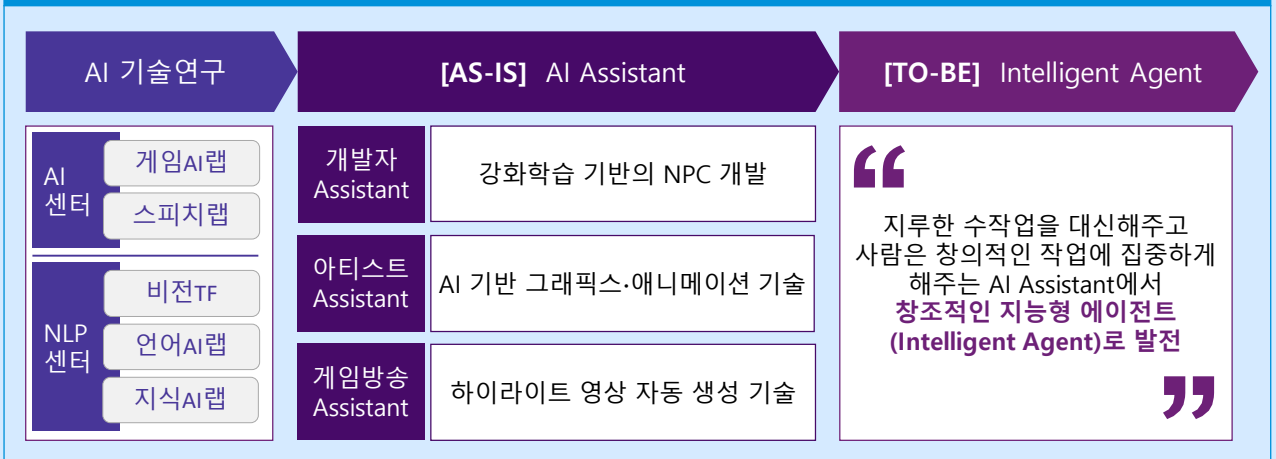 AI 기술연구
[AS-IS] AI Assistant
[TO-BE] Intelligent Agent
AI
센터
게임AI랩
스피치랩
NLP
센터
비전TF
언어AI랩
지식AI랩
개발자
Assistant
강화학습 기반의 NPC 개발
아티스트
Assistant
AI 기반 그래픽스·애니메이션 기술
게임방송
Assistant
하이라이트 영상 자동 생성 기술
“
지루한 수작업을 대신해주고
사람은 창의적인 작업에 집중하게
해주는 AI Assistant에서
창조적인 지능형 에이전트
(Intelligent Agent)로 발전
”